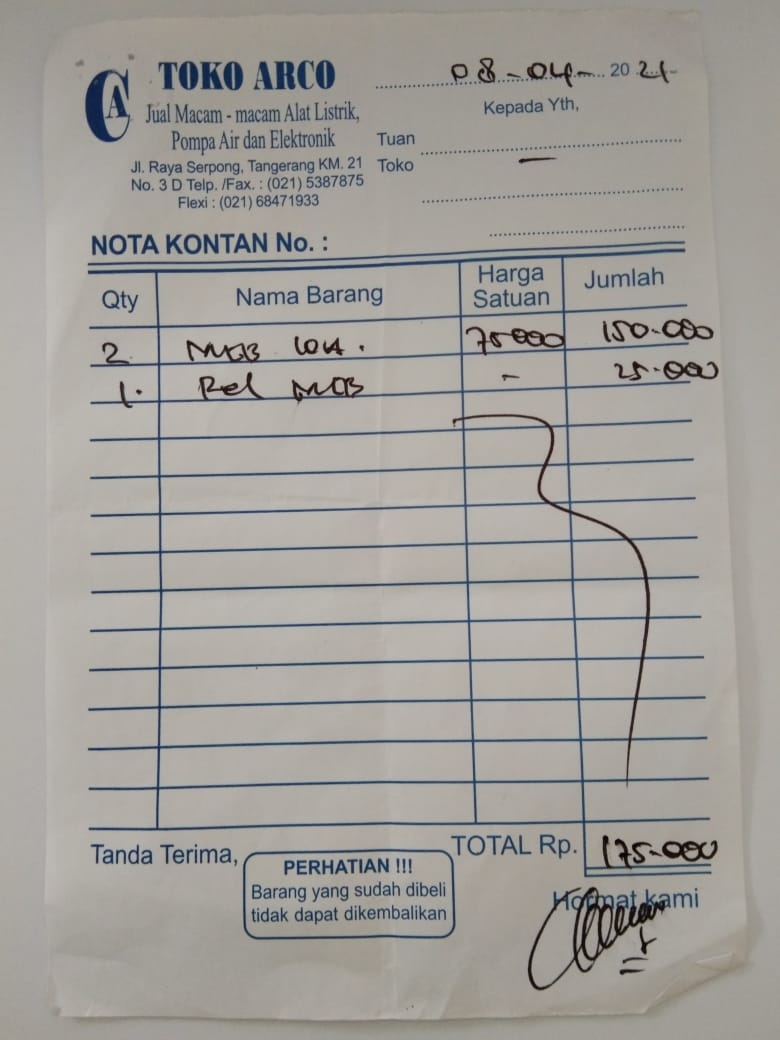 CA
TOKO ARCO
Jual Macam - macam Alat Listrik,
Pompa Air dan Elektronik
Jl. Raya Serpong, Tangerang KM. 21
No. 3 D Telp. /Fax. : (021) 5387875
Flexi : (021) 68471933
08-04- 2021-
Kepada Yth,
Tuan
Toko -
NOTA KONTAN No. :
Qty Nama Barang Harga Satuan Jumlah
2 MCB 10A. 75000 150.000
1. Rel MCB - 25.000
TOTAL Rp. 175.000
Tanda Terima,
PERHATIAN !!!
Barang yang sudah dibeli
tidak dapat dikembalikan
Hormat kami